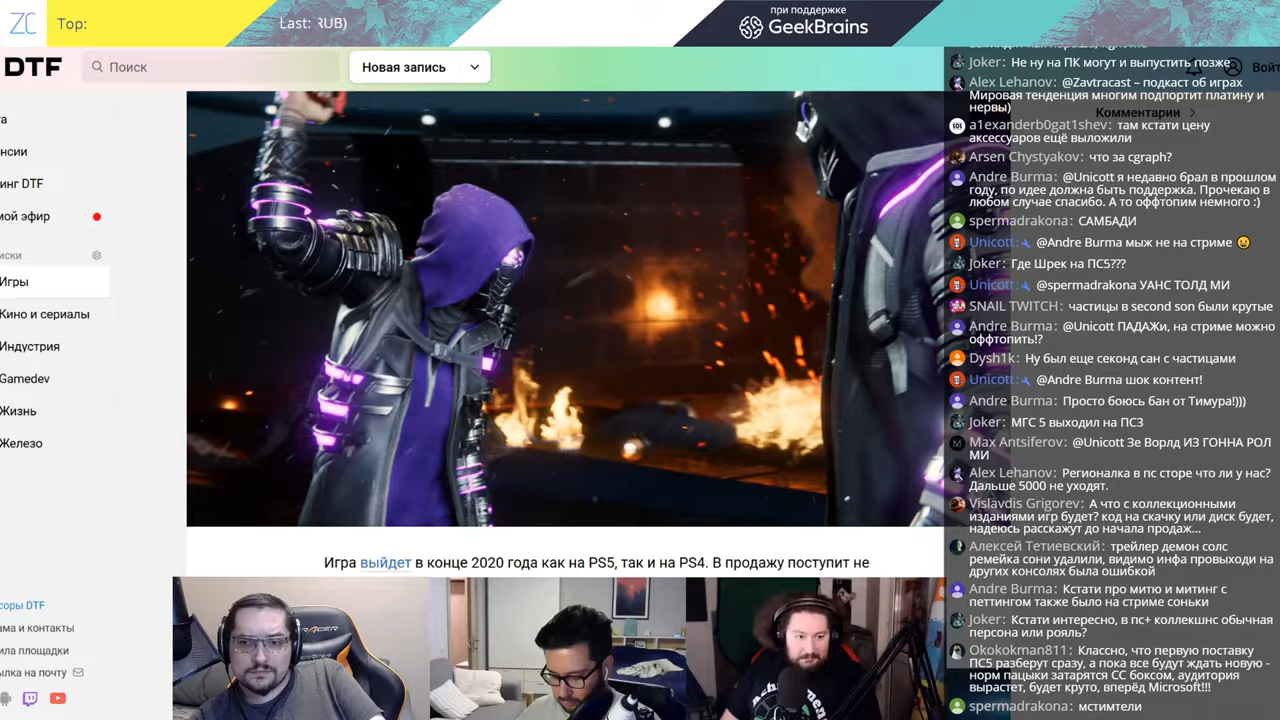 ZC
Top:
Last: RUB)
при поддержке
GeekBrains
DTF
Поиск
Новая запись
Войт
Комментарии
нсии
инг DTF
мой эфир
иски
Игры
Кино и сериалы
Индустрия
Gamedev
Жизнь
Железо
соры DTF
ама и контакты
ила площадки
ылка на почту
Игра выйдет в конце 2020 года как на PS5, так и на PS4. В продажу поступит не
RACER
Joker: Не ну на ПК могут и выпустить позже
Alex Lehanov: @Zavtracast – подкаст об играх
Мировая тенденция многим подпортит платину и
нервы)
a1exanderb0gat1shev: там кстати цену
аксессуаров ещё выложили
Arsen Chystyakov: что за cgraph?
Andre Burma: @Unicott я недавно брал в прошлом
году, по идее должна быть поддержка. Прочекаю в
любом случае спасибо. А то оффтопим немного :)
spermadrakona: САМБАДИ
Unicott: @Andre Burma мыж не на стриме
Joker: Где Шрек на ПС5???
Unicott: @spermadrakona УАНС ТОЛД МИ
SNAIL TWITCH: частицы в second son были крутые
Andre Burma: @Unicott ПАДАЖи, на стриме можно
оффтопить!?
Dysh1k: Ну был еще секонд сан с частицами
Unicott: @Andre Burma шок контент!
Andre Burma: Просто боюсь бан от Тимура!)))
Joker: МГС 5 выходил на ПС3
Max Antsiferov: @Unicott Зе Ворлд ИЗ ГОННА РОЛ
МИ
Alex Lehanov: Регионалка в пс сторе что ли у нас?
Дальше 5000 не уходят.
Vislavdis Grigorev: А что с коллекционными
изданиями игр будет? код на скачку или диск будет,
надеюсь расскажут до начала продаж...
Алексей Тетиевский: трейлер демон солс
ремейка сони удалили, видимо инфа провыходи на
других консолях была ошибкой
Andre Burma: Кстати про митю и митинг с
петтингом также было на стриме соньки
Joker: Кстати интересно, в пс+ коллекшнс обычная
персона или рояль?
Okokokman811: Классно, что первую поставку
ПС5 разберут сразу, а пока все будут ждать новую -
норм пацыки затарятся СС боксом, аудитория
вырастет, будет круто, вперёд Microsoft!!!
spermadrakona: мстимтели